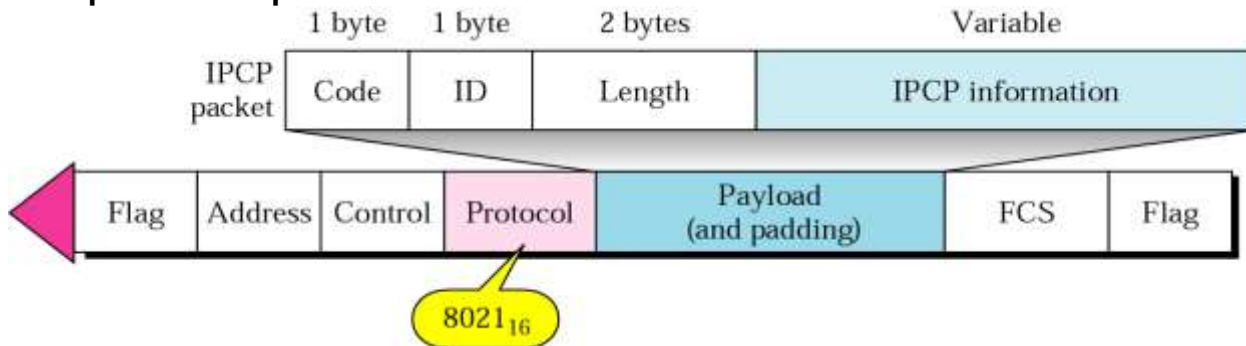 1 byte 1 byte 2 bytes Variable
IPCP packet
Code ID Length IPCP information
Flag Address Control Protocol Payload (and padding) FCS Flag
8021₁₆